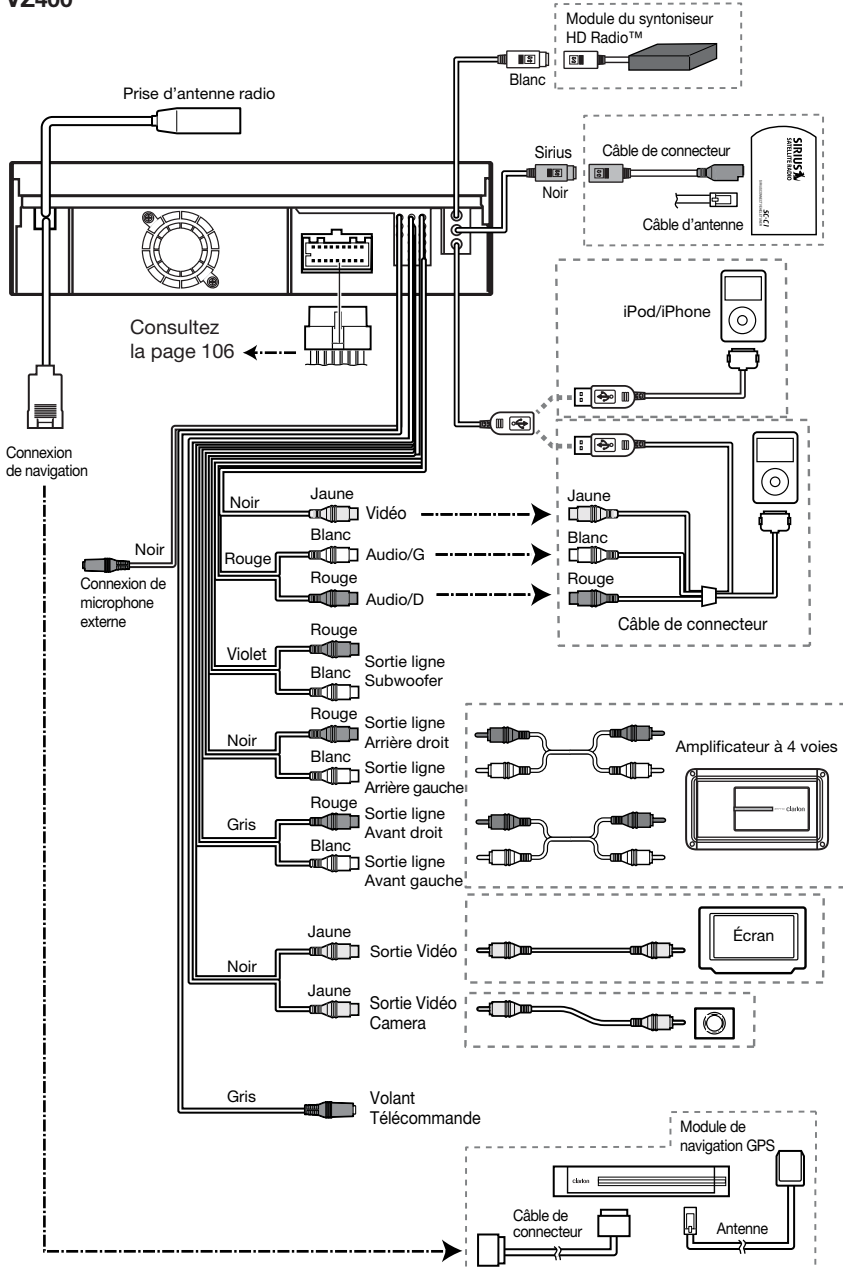 VZ400
Module du syntoniseur
HD Radio™
Blanc
Prise d'antenne radio
Sirius
Noir
Câble de connecteur
Câble d'antenne
SIRIUS
SATELLITE RADIO
SC-C1
Consultez
la page 106
iPod/iPhone
Connexion
de navigation
Noir
Connexion de
microphone
externe
Noir
Jaune
Vidéo
Rouge
Blanc
Audio/G
Rouge
Audio/D
Jaune
Blanc
Rouge
Câble de connecteur
Violet
Rouge
Blanc
Sortie ligne
Subwoofer
Noir
Rouge
Sortie ligne
Arrière droit
Blanc
Sortie ligne
Arrière gauche
Gris
Rouge
Sortie ligne
Avant droit
Blanc
Sortie ligne
Avant gauche
Amplificateur à 4 voies
clarion
Noir
Jaune
Sortie Vidéo
Écran
Jaune
Sortie Vidéo
Camera
Gris
Volant
Télécommande
Module de
navigation GPS
clarion
Câble de
connecteur
Antenne